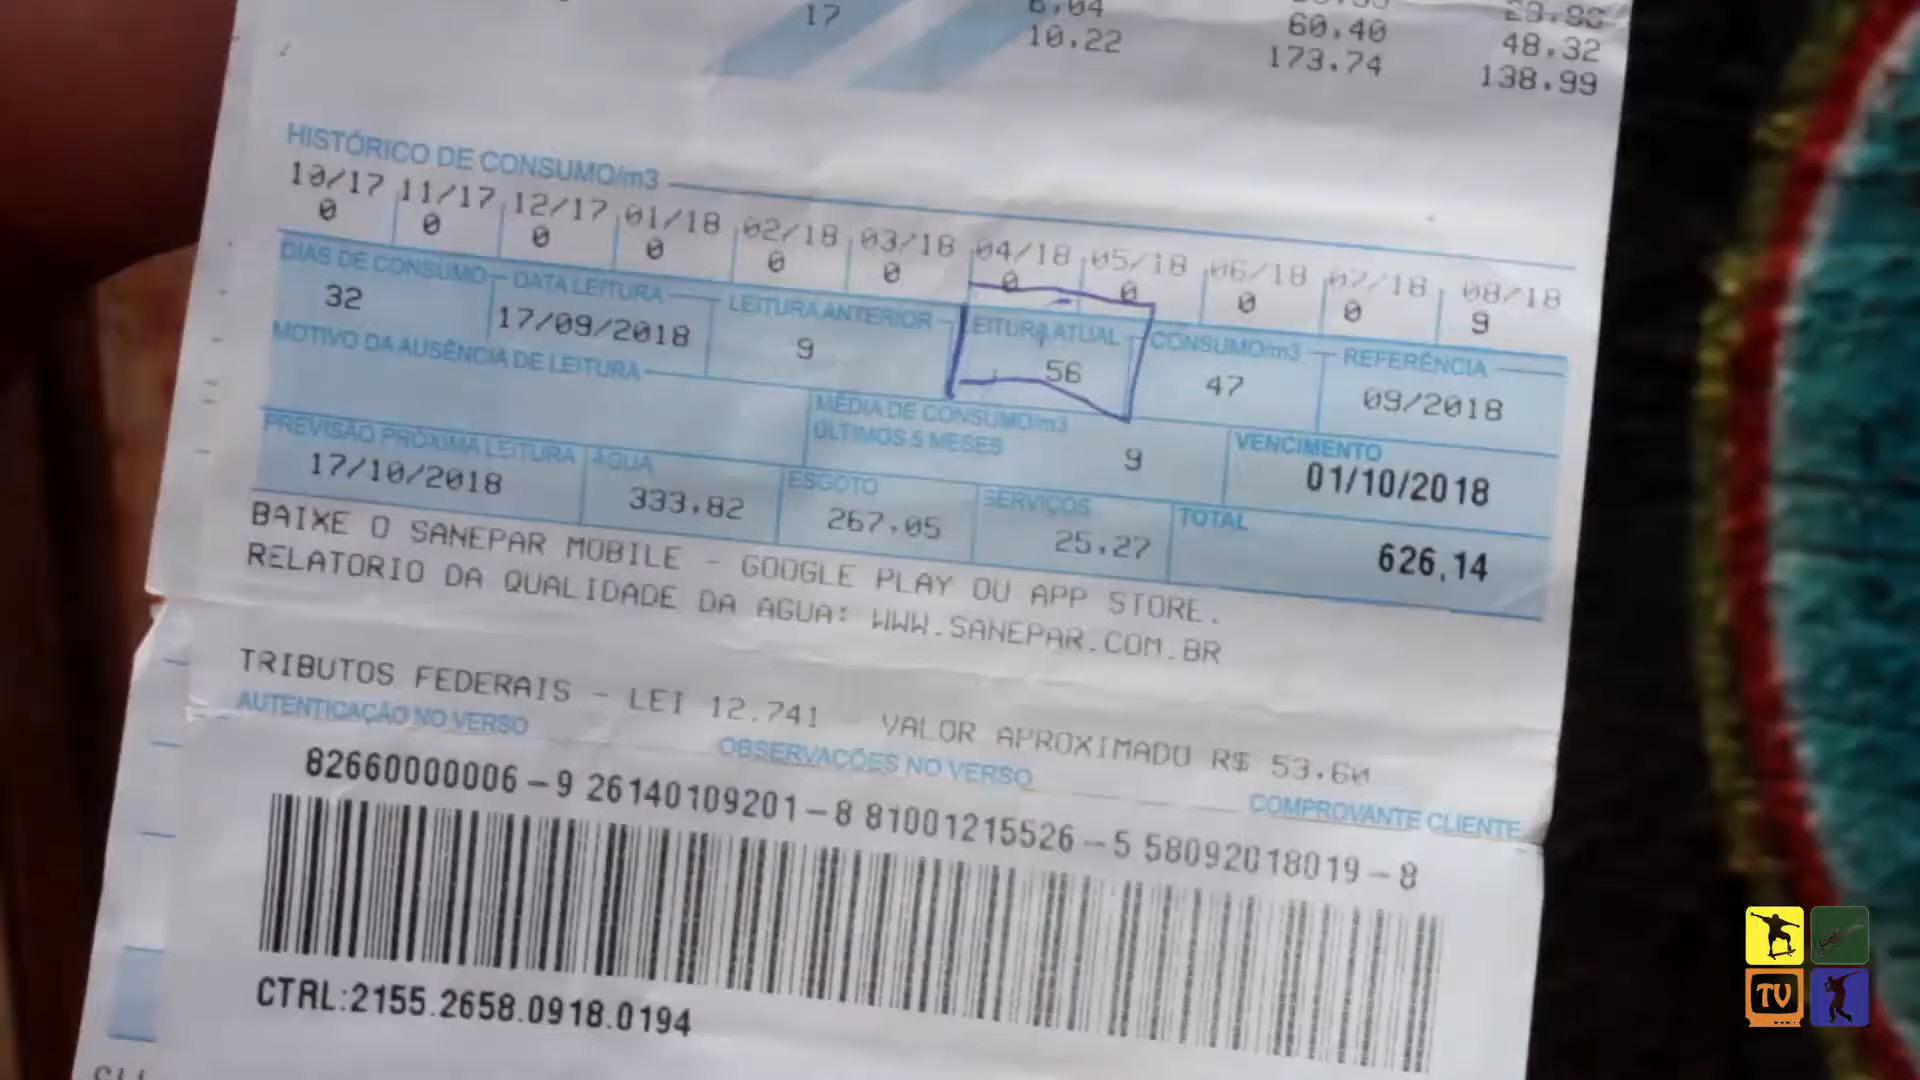 17 6.04 60.40 48.32
10.22 173.74 138.99
HISTÓRICO DE CONSUMO/m3
10/17 11/17 12/17 01/18 02/18 03/18 04/18 05/18 06/18 07/18 08/18
0 0 0 0 0 0 0 0 0 0 9
DIAS DE CONSUMO DATA LEITURA LEITURA ANTERIOR LEITURA ATUAL CONSUMO/m3 REFERÊNCIA
32 17/09/2018 9 56 47 09/2018
MOTIVO DA AUSÊNCIA DE LEITURA
MÉDIA DE CONSUMO/m3
ÚLTIMOS 5 MESES 9
VENCIMENTO
01/10/2018
PREVISÃO PRÓXIMA LEITURA ÁGUA ESGOTO SERVIÇOS TOTAL
17/10/2018 333,82 267,05 25,27 626,14
BAIXE O SANEPAR MOBILE - GOOGLE PLAY OU APP STORE.
RELATORIO DA QUALIDADE DA AGUA: WWW.SANEPAR.COM.BR
TRIBUTOS FEDERAIS - LEI 12.741 - VALOR APROXIMADO R$ 53.60
AUTENTICAÇÃO NO VERSO OBSERVAÇÕES NO VERSO COMPROVANTE CLIENTE
82660000006-9 26140109201-8 81001215526-5 58092018019-8
CTRL:2155.2658.0918.0194
TV